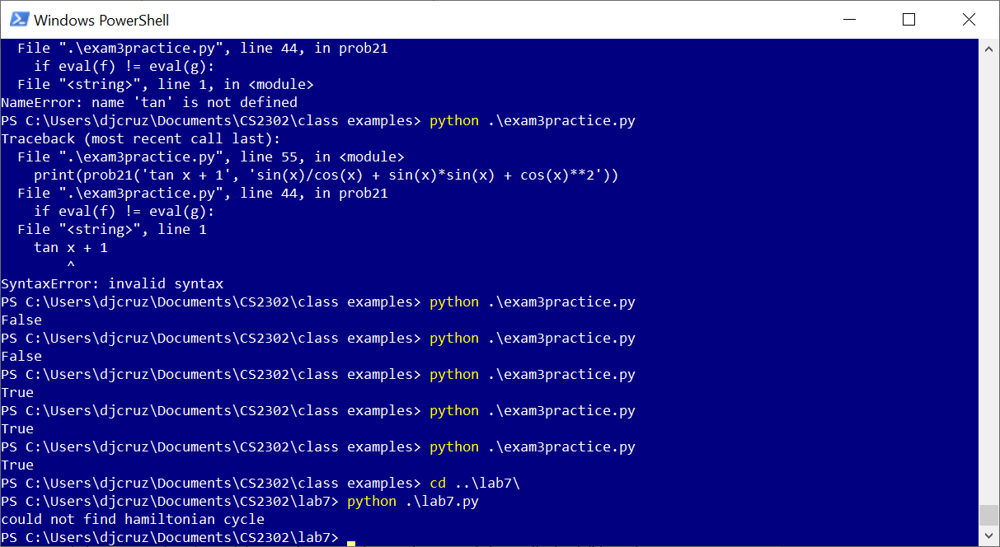 Windows PowerShell
  File ".\exam3practice.py", line 44, in prob21
    if eval(f) != eval(g):
  File "<string>", line 1, in <module>
NameError: name 'tan' is not defined
PS C:\Users\djcruz\Documents\CS2302\class examples> python .\exam3practice.py
Traceback (most recent call last):
  File ".\exam3practice.py", line 55, in <module>
    print(prob21('tan x + 1', 'sin(x)/cos(x) + sin(x)*sin(x) + cos(x)**2'))
  File ".\exam3practice.py", line 44, in prob21
    if eval(f) != eval(g):
  File "<string>", line 1
    tan x + 1
        ^
SyntaxError: invalid syntax
PS C:\Users\djcruz\Documents\CS2302\class examples> python .\exam3practice.py
False
PS C:\Users\djcruz\Documents\CS2302\class examples> python .\exam3practice.py
False
PS C:\Users\djcruz\Documents\CS2302\class examples> python .\exam3practice.py
True
PS C:\Users\djcruz\Documents\CS2302\class examples> python .\exam3practice.py
True
PS C:\Users\djcruz\Documents\CS2302\class examples> python .\exam3practice.py
True
PS C:\Users\djcruz\Documents\CS2302\class examples> cd ..\lab7\
PS C:\Users\djcruz\Documents\CS2302\lab7> python .\lab7.py
could not find hamiltonian cycle
PS C:\Users\djcruz\Documents\CS2302\lab7>